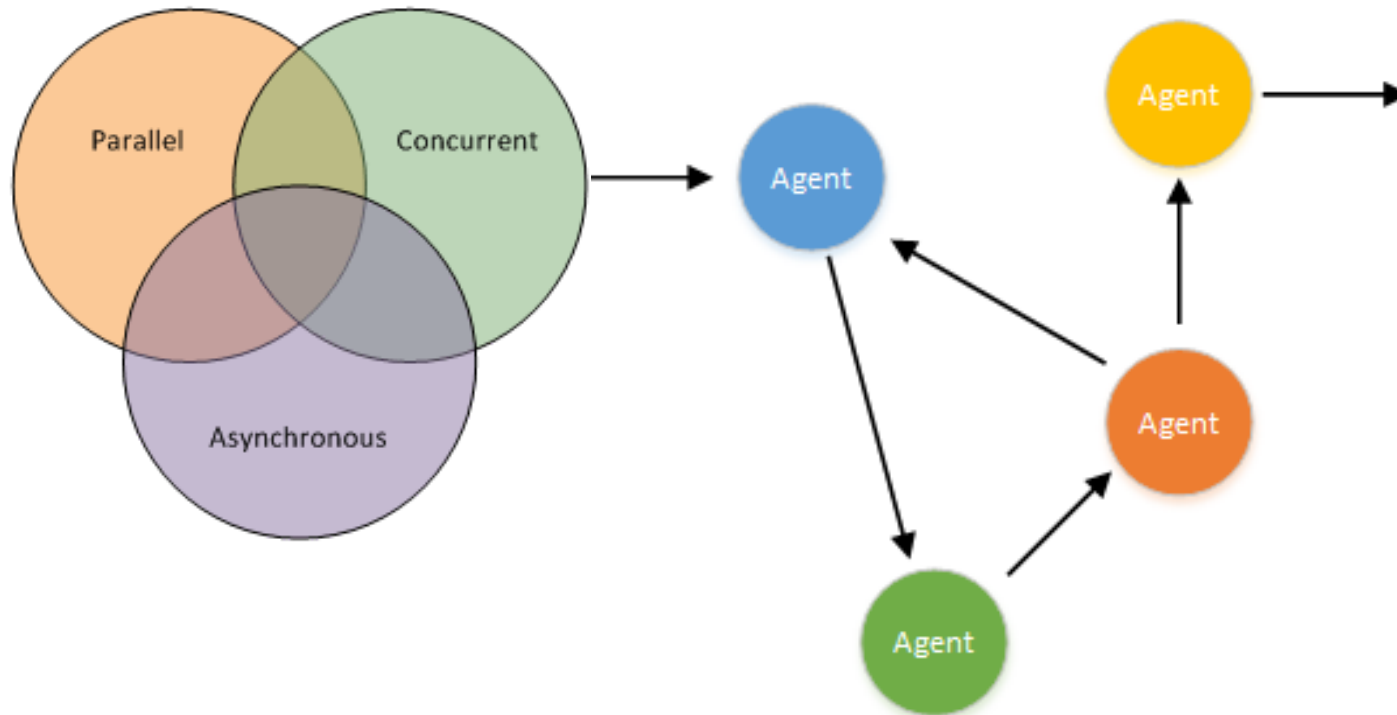 Parallel
Concurrent
Asynchronous
Agent
Agent
Agent
Agent